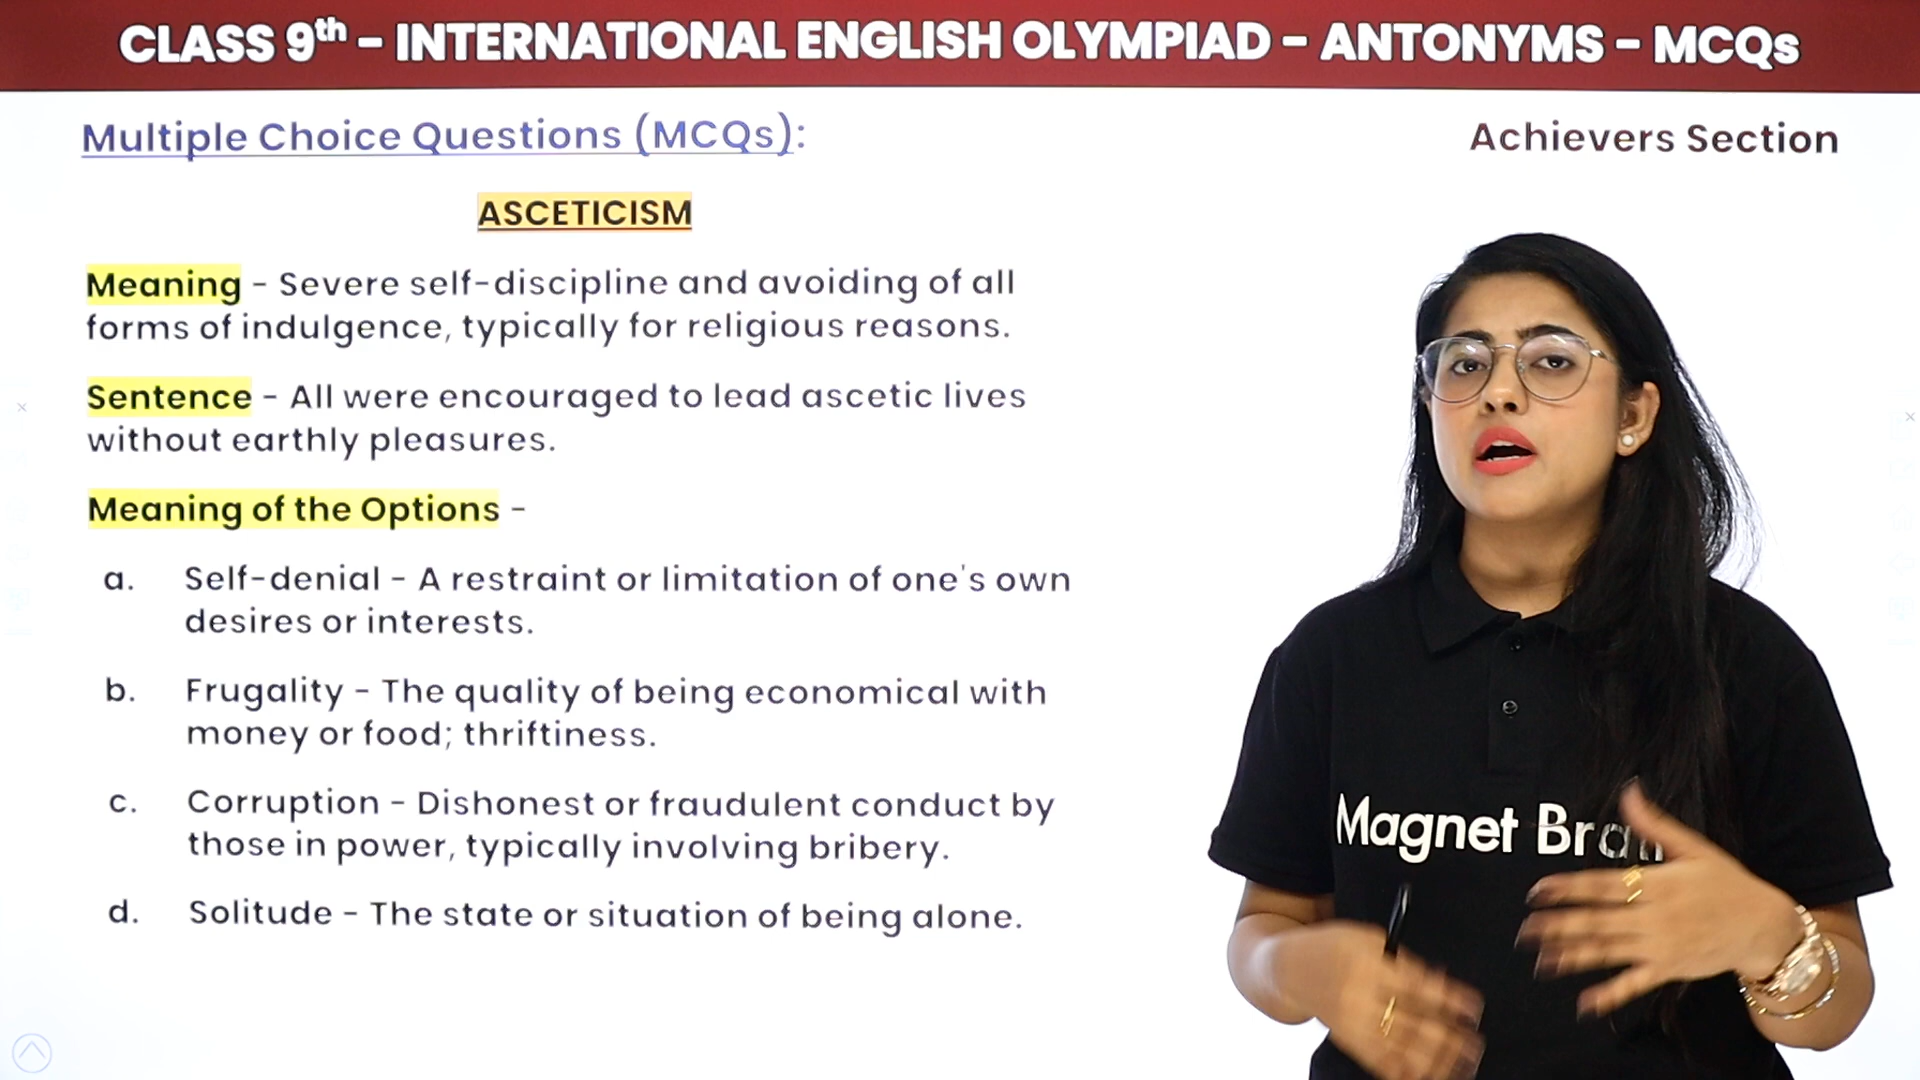 CLASS 9th - INTERNATIONAL ENGLISH OLYMPIAD - ANTONYMS - MCQs
Multiple Choice Questions (MCQs):
Achievers Section
ASCETICISM
Meaning - Severe self-discipline and avoiding of all
forms of indulgence, typically for religious reasons.
Sentence - All were encouraged to lead ascetic lives
without earthly pleasures.
Meaning of the Options -
a. Self-denial - A restraint or limitation of one's own
desires or interests.
b. Frugality - The quality of being economical with
money or food; thriftiness.
c. Corruption - Dishonest or fraudulent conduct by
those in power, typically involving bribery.
d. Solitude - The state or situation of being alone.
Magnet